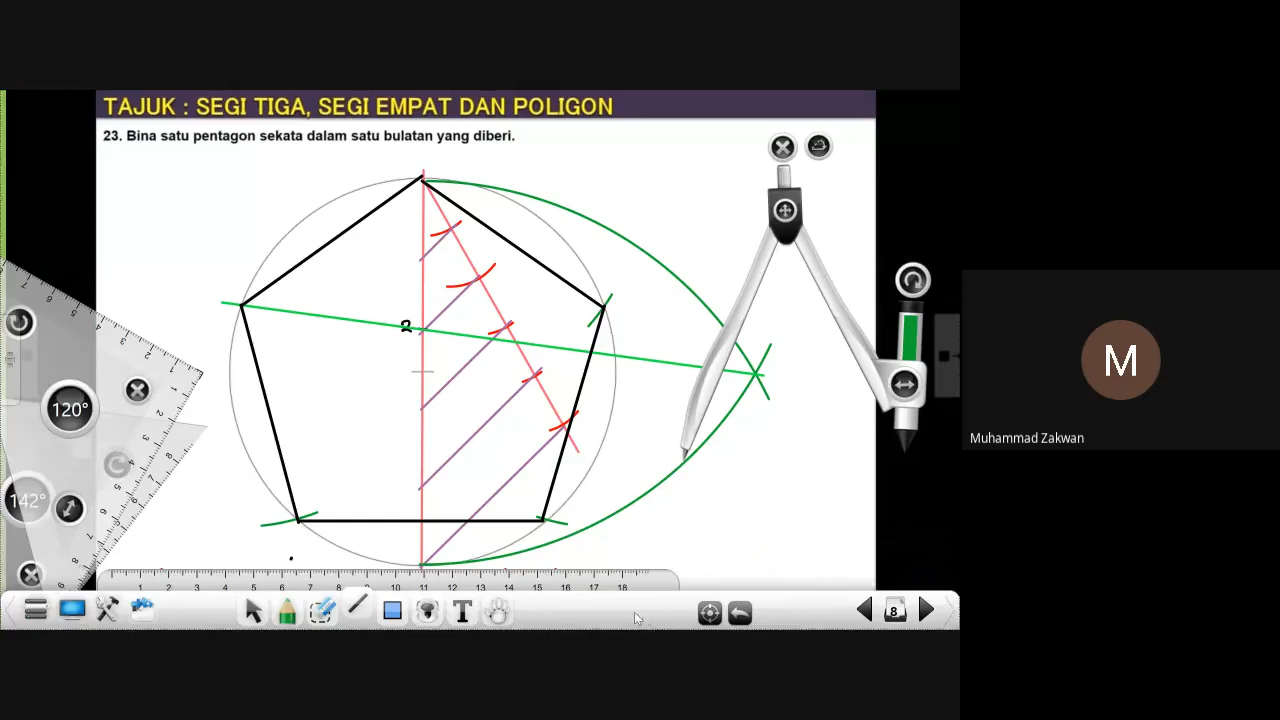 TAJUK : SEGI TIGA, SEGI EMPAT DAN POLIGON
23. Bina satu pentagon sekata dalam satu bulatan yang diberi.
2
120°
142°
1 2 3 4 5 6 7 8 9 10 11 12 13 14 15 16 17 18
T
8
M
Muhammad Zakwan